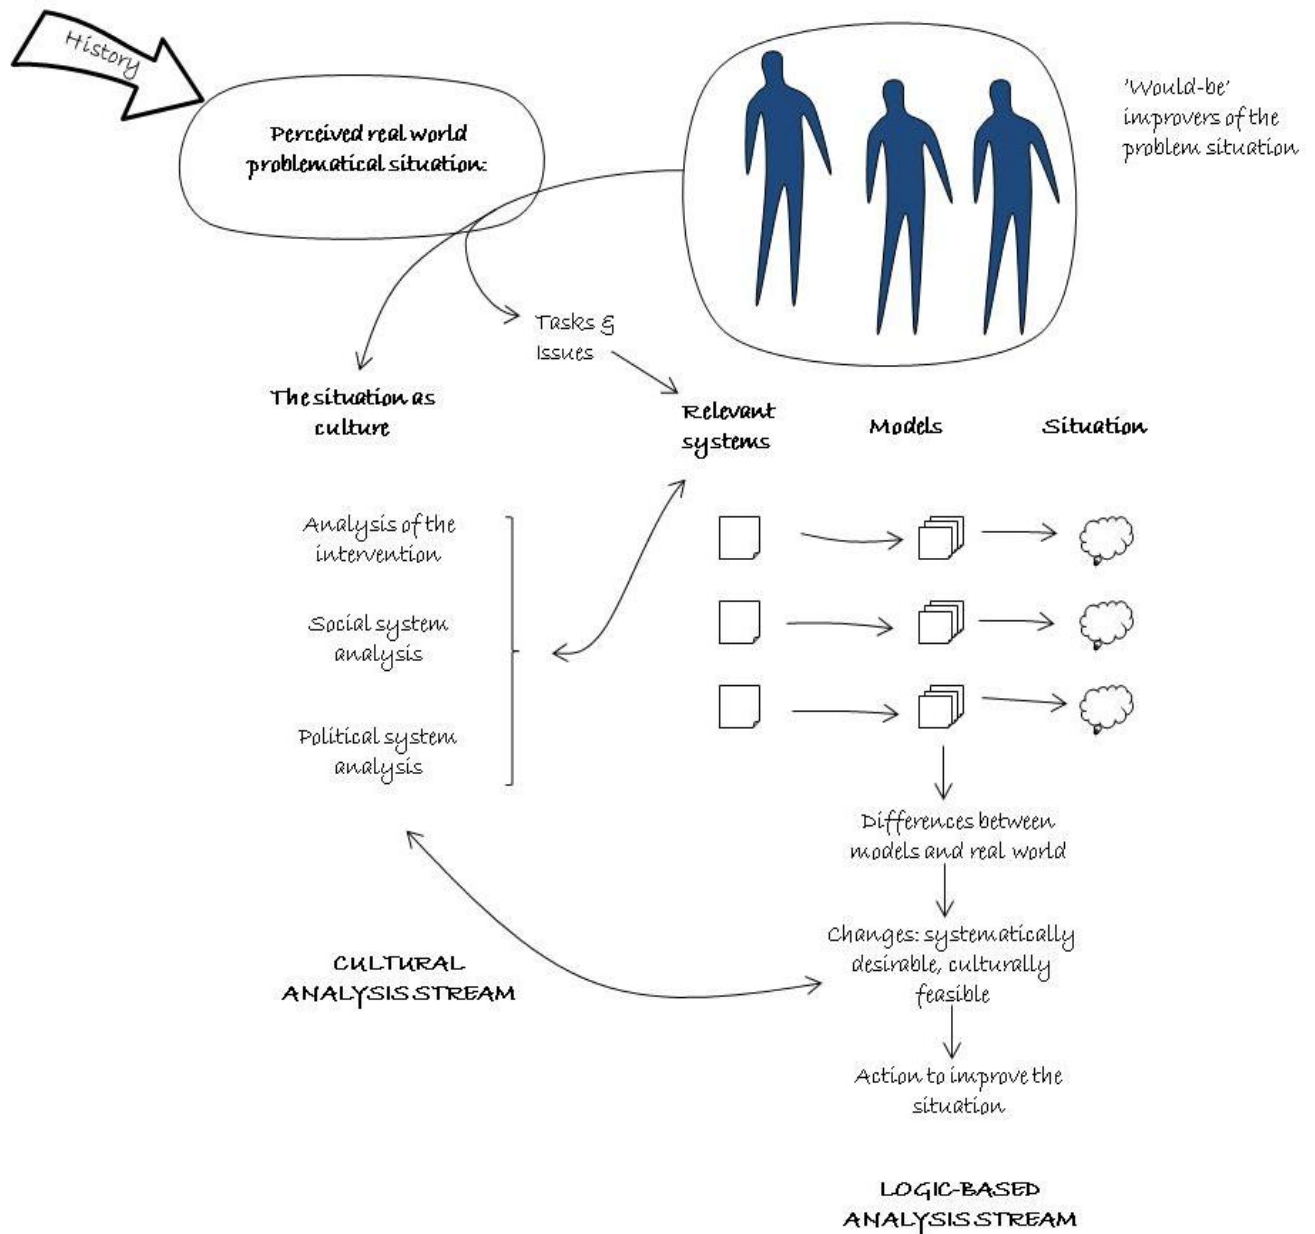 History
Perceived real world
problematical situation:
'Would-be'
improvers of the
problem situation
Tasks &
Issues
The situation as
culture
Relevant
systems
Models
Situation
Analysis of the
intervention
Social system
analysis
Political system
analysis
Differences between
models and real world
Changes: systematically
desirable, culturally
feasible
CULTURAL
ANALYSIS STREAM
Action to improve the
situation
LOGIC-BASED
ANALYSIS STREAM